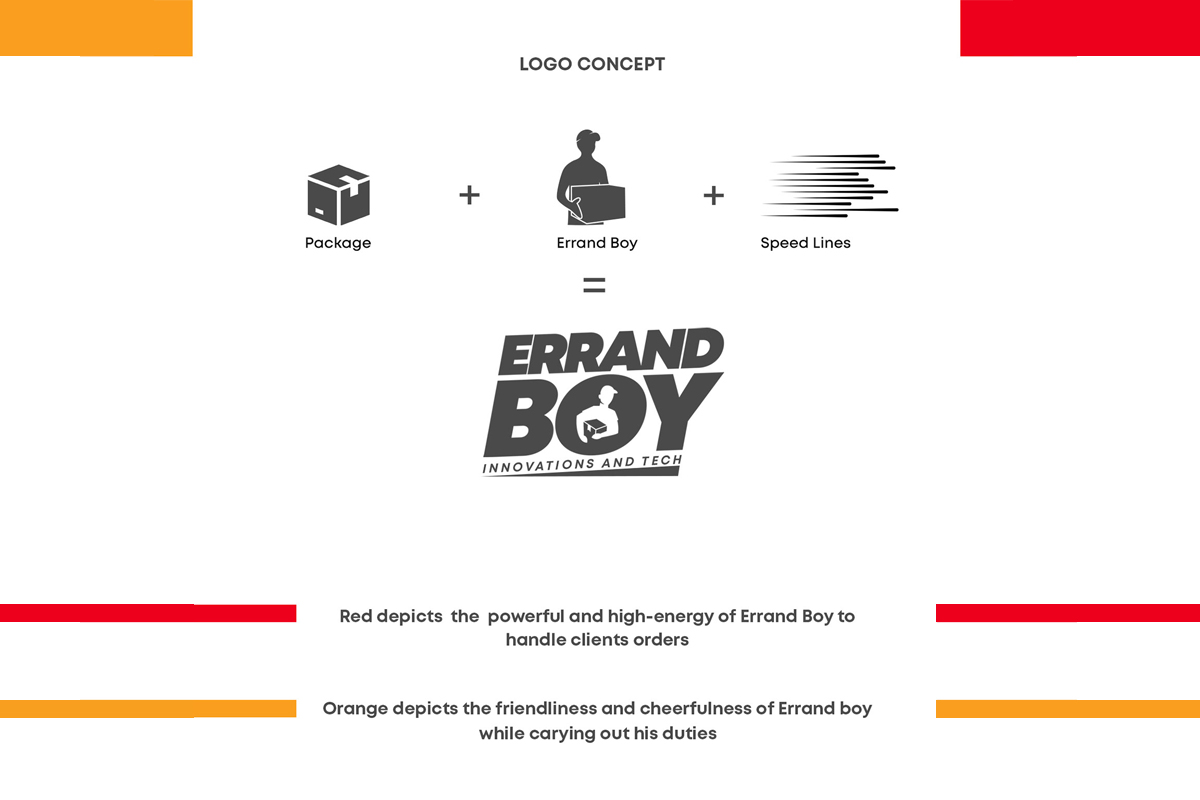 LOGO CONCEPT
+ +
Package Errand Boy Speed Lines
=
ERRAND
BOY
INNOVATIONS AND TECH
Red depicts the powerful and high-energy of Errand Boy to
handle clients orders
Orange depicts the friendliness and cheerfulness of Errand boy
while carying out his duties